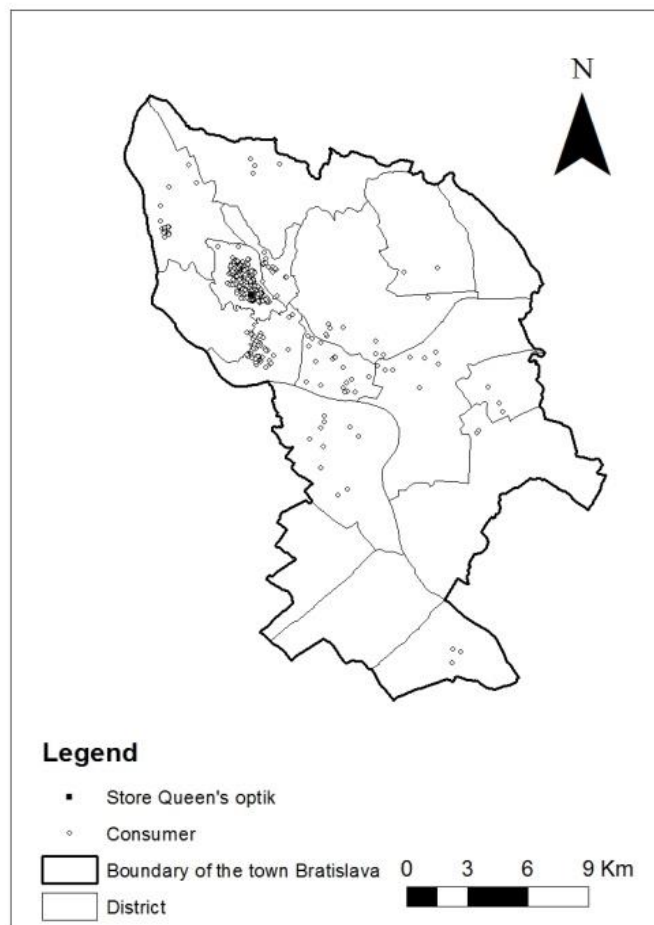 N
Legend
Store Queen's optik
Consumer
Boundary of the town Bratislava
0 3 6 9 Km
District